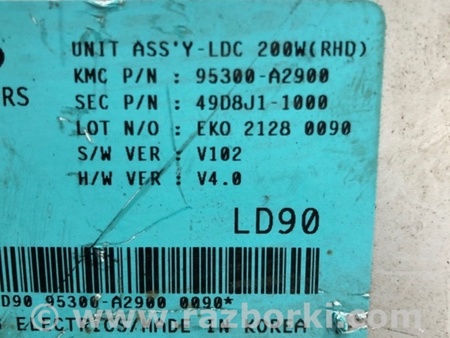 UNIT ASS'Y-LDC 200W(RHD)
KMC P/N : 95300-A2900
RS
SEC P/N : 49D8J1-1000
LOT N/O : EKO 2128 0090
S/W VER : V102
H/W VER : V4.0
LD90
D90 95300-A2900 0090*
ELECTRICS/MADE IN KOREA
© www.razborki.com